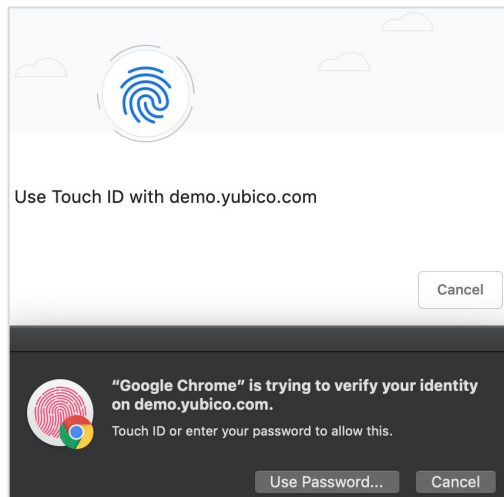 Use Touch ID with demo.yubico.com
Cancel
“Google Chrome” is trying to verify your identity
on demo.yubico.com.
Touch ID or enter your password to allow this.
Use Password... Cancel